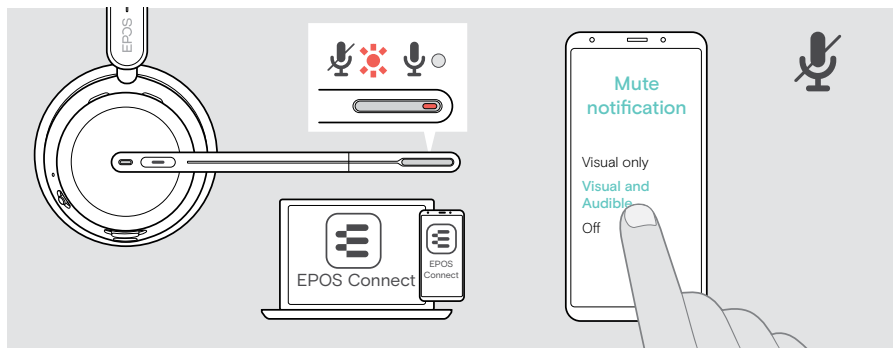 EPOS
EPOS Connect
EPOS
Connect
Mute
notification
Visual only
Visual and
Audible
Off